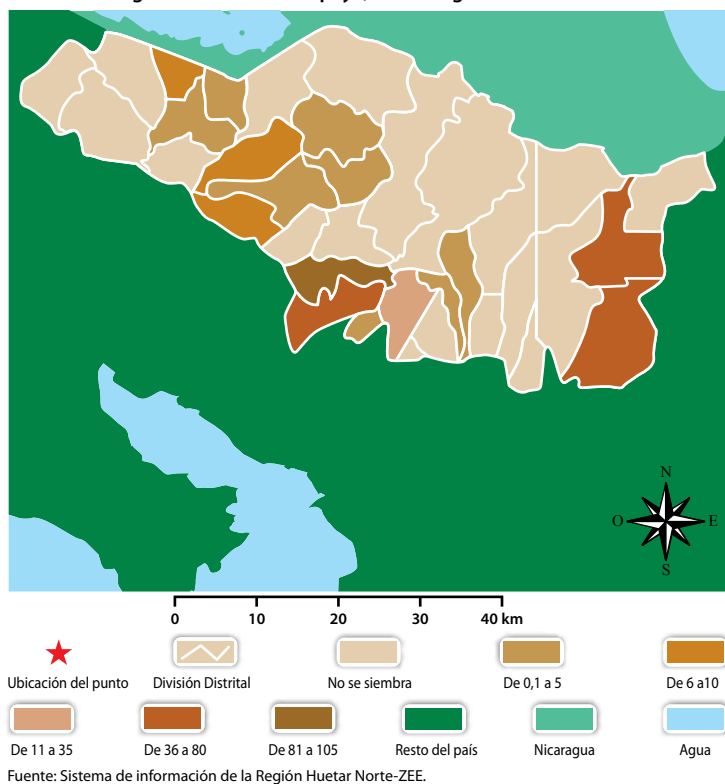 N
O E
S
0 10 20 30 40 km
Ubicación del punto División Distrital No se siembra De 0,1 a 5 De 6 a10
De 11 a 35 De 36 a 80 De 81 a 105 Resto del país Nicaragua Agua
Fuente: Sistema de información de la Región Huetar Norte-ZEE.